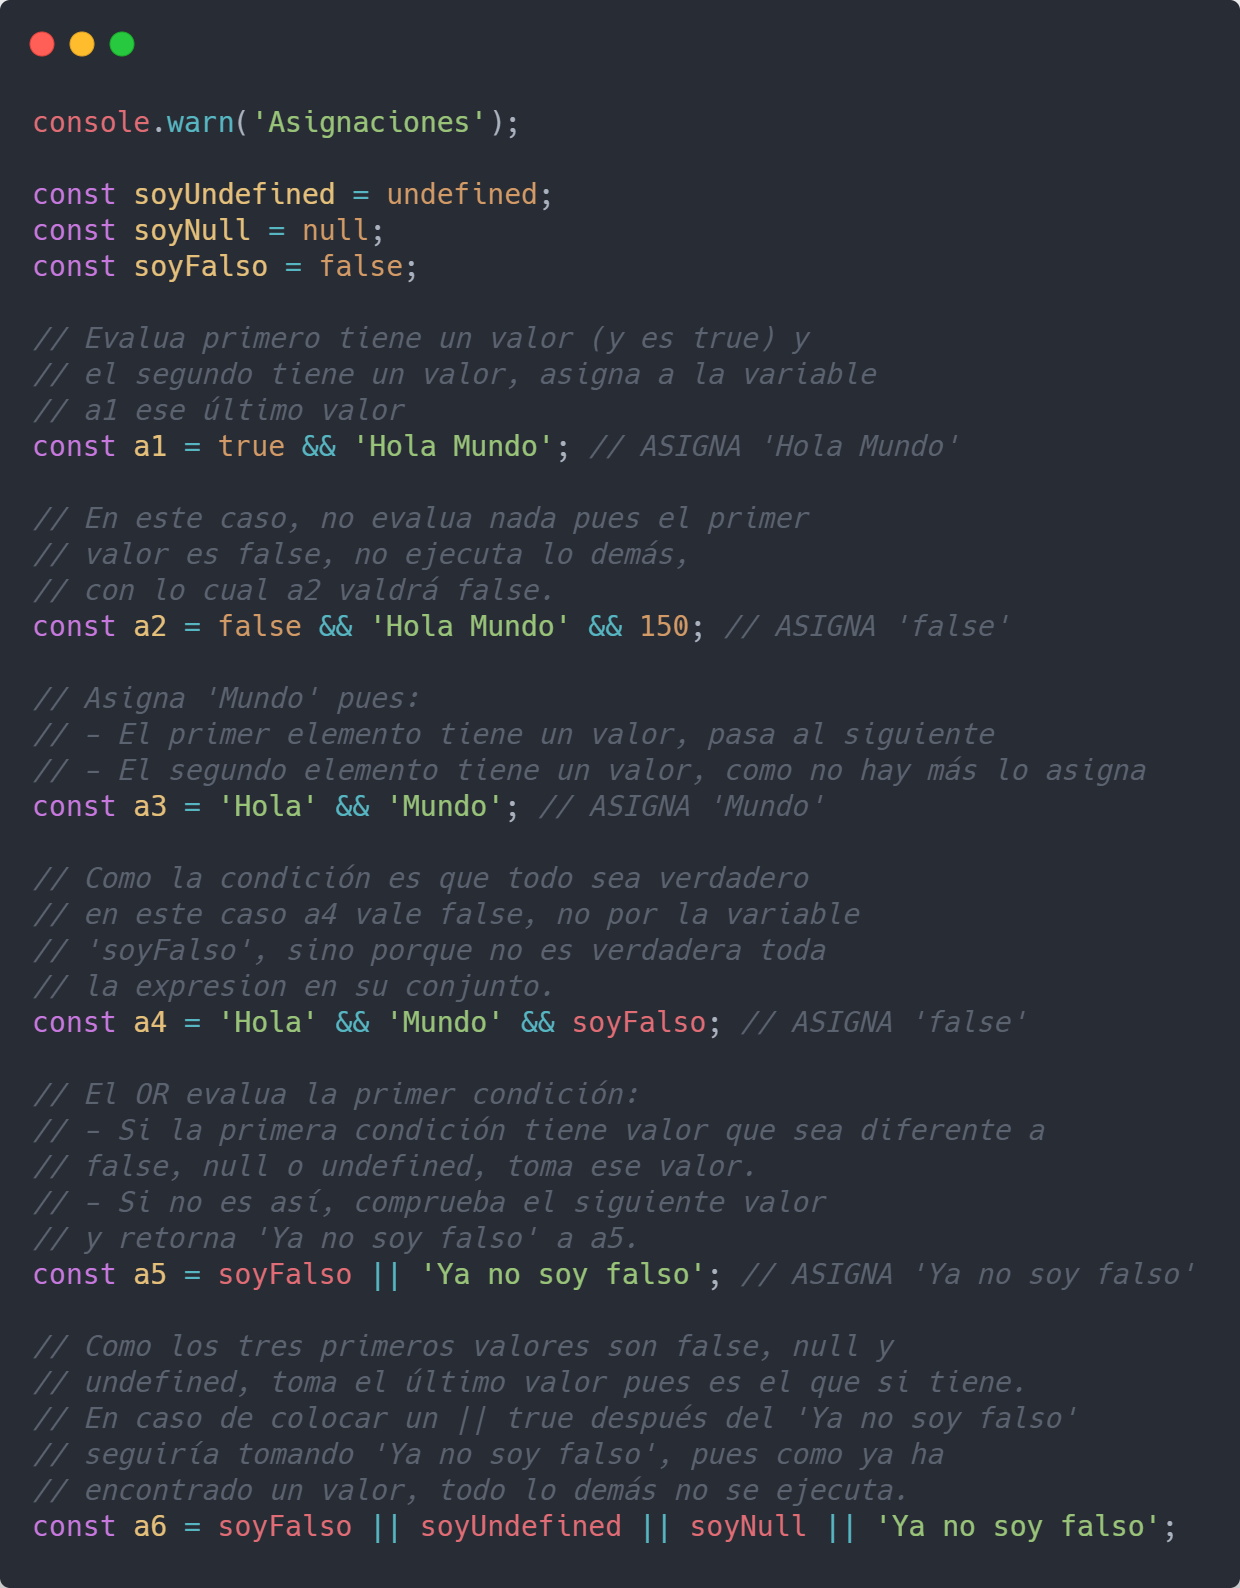 console.warn('Asignaciones');
const soyUndefined = undefined;
const soyNull = null;
const soyFalso = false;
// Evalua primero tiene un valor (y es true) y
// el segundo tiene un valor, asigna a la variable
// a1 ese último valor
const a1 = true && 'Hola Mundo'; // ASIGNA 'Hola Mundo'
// En este caso, no evalua nada pues el primer
// valor es false, no ejecuta lo demás,
// con lo cual a2 valdrá false.
const a2 = false && 'Hola Mundo' && 150; // ASIGNA 'false'
// Asigna 'Mundo' pues:
// - El primer elemento tiene un valor, pasa al siguiente
// - El segundo elemento tiene un valor, como no hay más lo asigna
const a3 = 'Hola' && 'Mundo'; // ASIGNA 'Mundo'
// Como la condición es que todo sea verdadero
// en este caso a4 vale false, no por la variable
// 'soyFalso', sino porque no es verdadera toda
// la expresion en su conjunto.
const a4 = 'Hola' && 'Mundo' && soyFalso; // ASIGNA 'false'
// El OR evalua la primer condición:
// - Si la primera condición tiene valor que sea diferente a
// false, null o undefined, toma ese valor.
// - Si no es así, comprueba el siguiente valor
// y retorna 'Ya no soy falso' a a5.
const a5 = soyFalso || 'Ya no soy falso'; // ASIGNA 'Ya no soy falso'
// Como los tres primeros valores son false, null y
// undefined, toma el último valor pues es el que si tiene.
// En caso de colocar un || true después del 'Ya no soy falso'
// seguiría tomando 'Ya no soy falso', pues como ya ha
// encontrado un valor, todo lo demás no se ejecuta.
const a6 = soyFalso || soyUndefined || soyNull || 'Ya no soy falso';